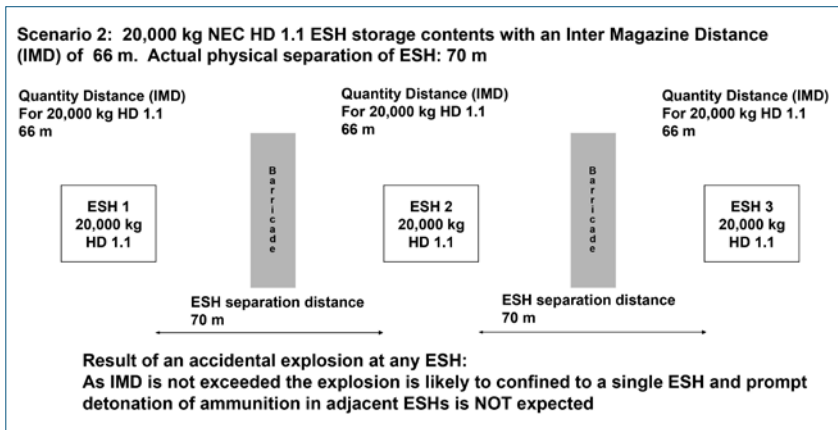 Scenario 2:  20,000 kg NEC HD 1.1 ESH storage contents with an Inter Magazine Distance
(IMD) of  66 m.  Actual physical separation of ESH: 70 m
Quantity Distance (IMD)
For 20,000 kg HD 1.1
66 m
Quantity Distance (IMD)
For 20,000 kg HD 1.1
66 m
Quantity Distance (IMD)
For 20,000 kg HD 1.1
66 m
ESH 1
20,000 kg
HD 1.1
Barricade
ESH 2
20,000 kg
HD 1.1
Barricade
ESH 3
20,000 kg
HD 1.1
ESH separation distance
70 m
ESH separation distance
70 m
Result of an accidental explosion at any ESH:
As IMD is not exceeded the explosion is likely to confined to a single ESH and prompt
detonation of ammunition in adjacent ESHs is NOT expected